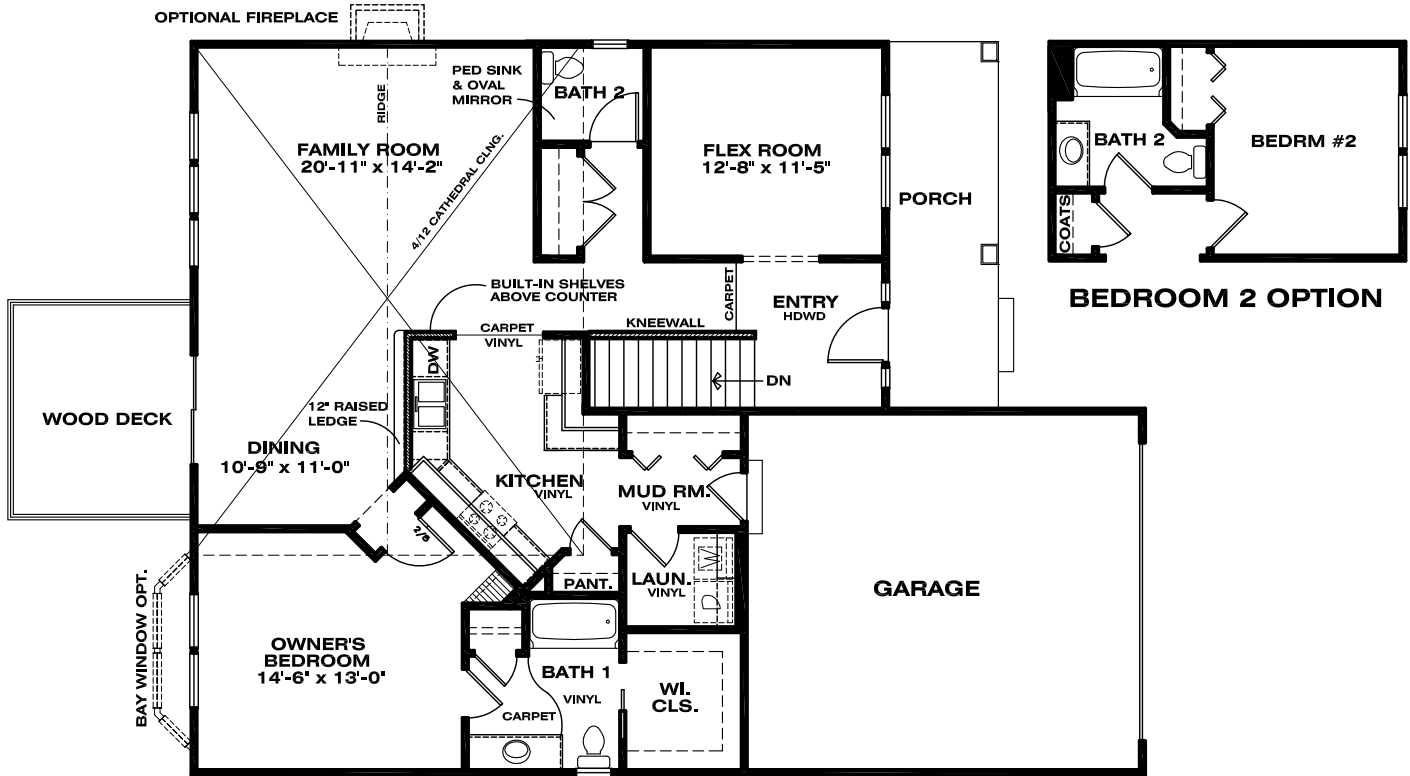 OPTIONAL FIREPLACE
PED SINK
& OVAL
MIRROR
BATH 2
RIDGE
4/12 CATHEDRAL CLNG.
FAMILY ROOM
20'-11" x 14'-2"
FLEX ROOM
12'-8" x 11'-5"
PORCH
BATH 2
BEDRM #2
COATS
BEDROOM 2 OPTION
BUILT-IN SHELVES
ABOVE COUNTER
CARPET
VINYL
KNEEWALL
CARPET
ENTRY
HDWD
DN
DW
12" RAISED
LEDGE
WOOD DECK
DINING
10'-9" x 11'-0"
KITCHEN
VINYL
MUD RM.
VINYL
2/8
PANT.
LAUN.
VINYL
W
D
GARAGE
BAY WINDOW OPT.
OWNER'S
BEDROOM
14'-6" x 13'-0"
BATH 1
VINYL
CARPET
WI.
CLS.